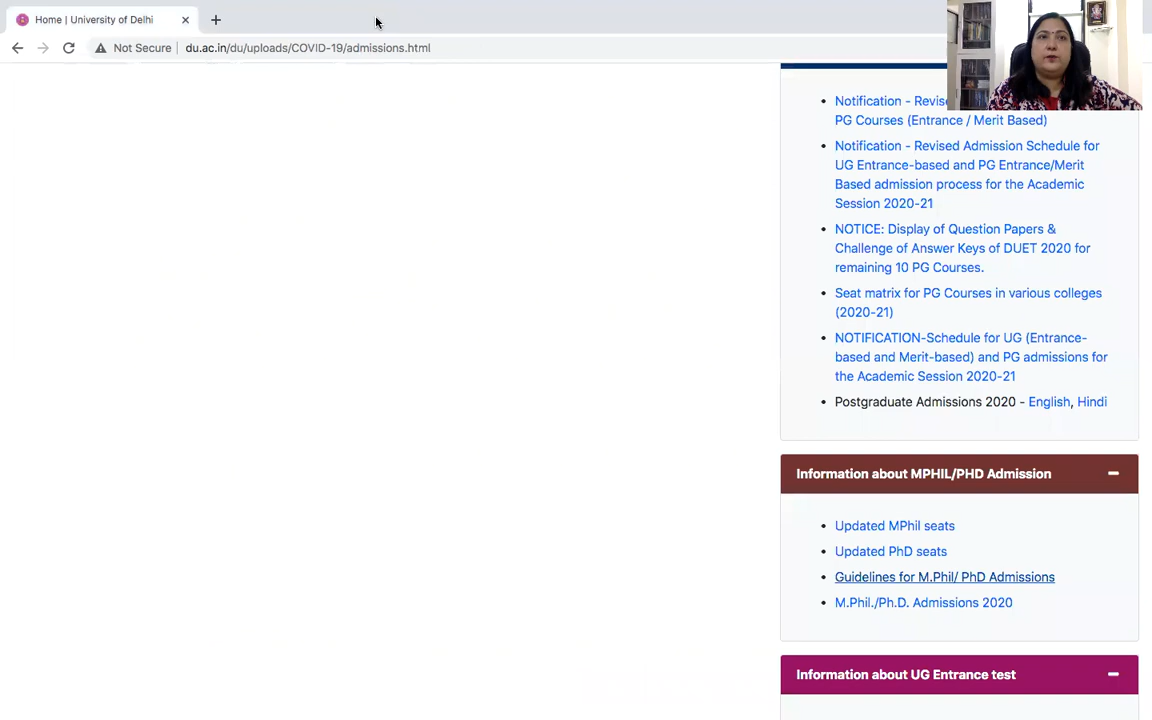 Home | University of Delhi
Not Secure
du.ac.in/du/uploads/COVID-19/admissions.html
Notification -
PG Courses (Entrance / Merit Based)
Notification - Revised Admission Schedule for
UG Entrance-based and PG Entrance/Merit
Based admission process for the Academic
Session 2020-21
NOTICE: Display of Question Papers &
Challenge of Answer Keys of DUET 2020 for
remaining 10 PG Courses.
Seat matrix for PG Courses in various colleges
(2020-21)
NOTIFICATION-Schedule for UG (Entrance-
based and Merit-based) and PG admissions for
the Academic Session 2020-21
Postgraduate Admissions 2020 - English, Hindi
Information about MPHIL/PHD Admission
Updated MPhil seats
Updated PhD seats
Guidelines for M.Phil/ PhD Admissions
M.Phil./Ph.D. Admissions 2020
Information about UG Entrance test